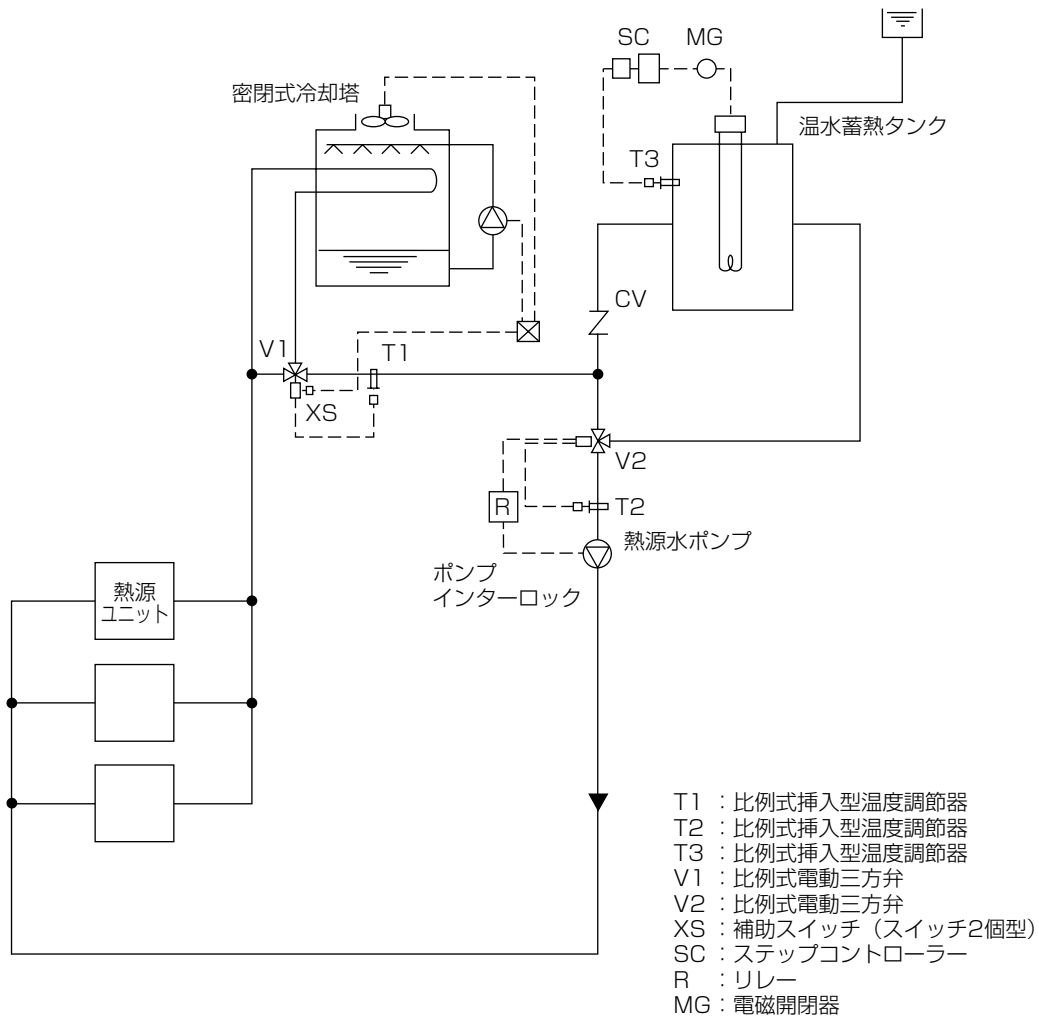 SC
MG
密閉式冷却塔
温水蓄熱タンク
T3
CV
V1
T1
XS
V2
R
T2
熱源水ポンプ
ポンプ
インターロック
熱源
ユニット
T1 :比例式挿入型温度調節器
T2 :比例式挿入型温度調節器
T3 :比例式挿入型温度調節器
V1 :比例式電動三方弁
V2 :比例式電動三方弁
XS :補助スイッチ(スイッチ2個型)
SC :ステップコントローラー
R :リレー
MG:電磁開閉器